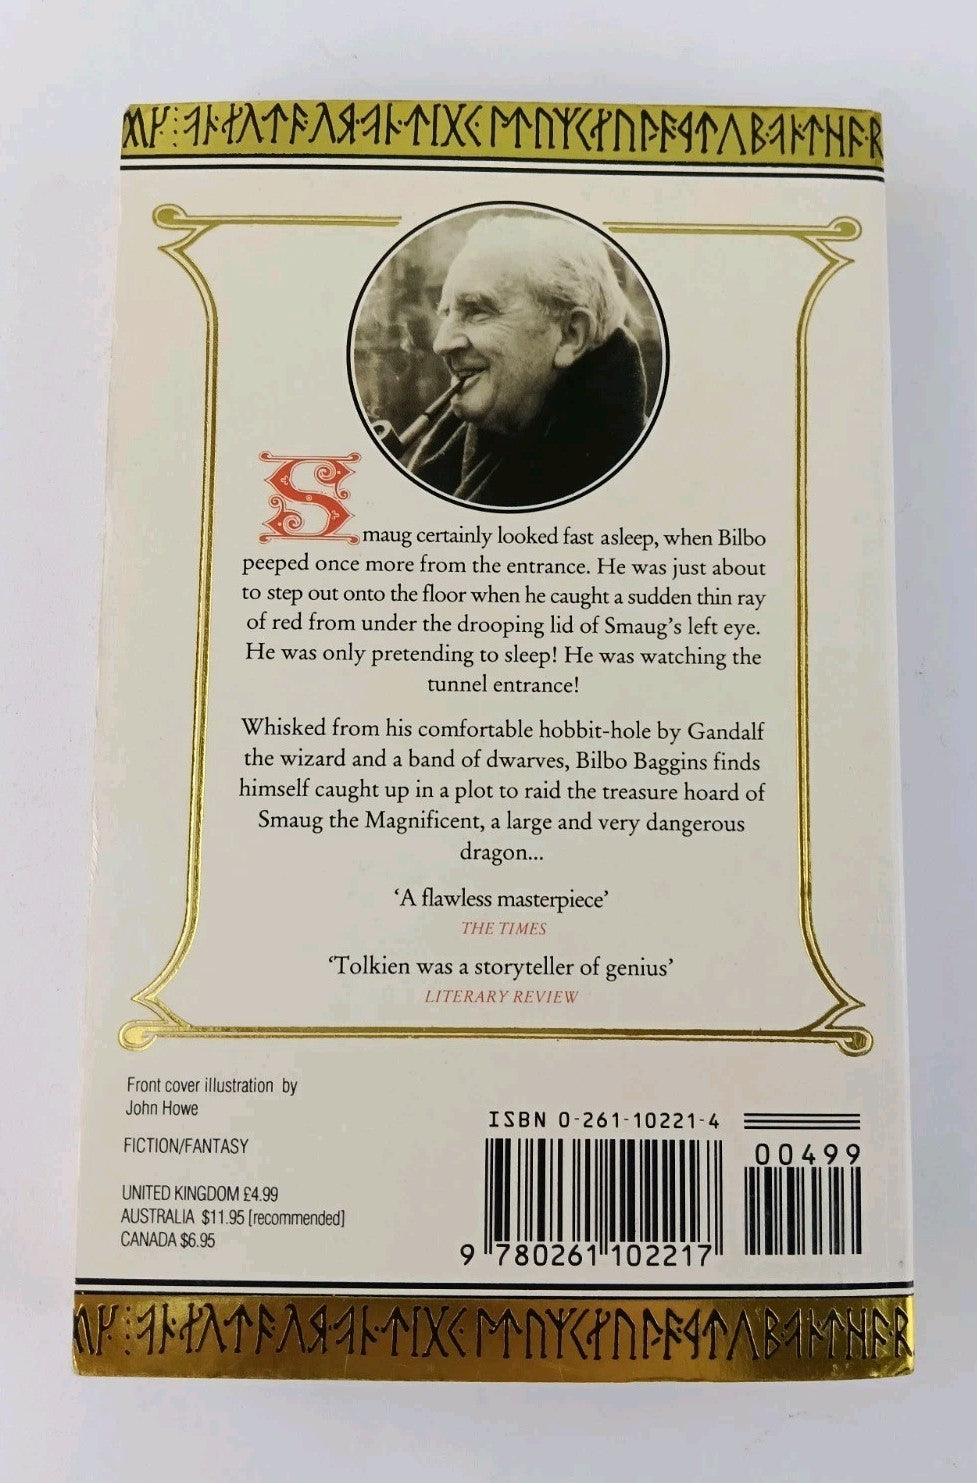 Smaug certainly looked fast asleep, when Bilbo
peeped once more from the entrance. He was just about
to step out onto the floor when he caught a sudden thin ray
of red from under the drooping lid of Smaug's left eye.
He was only pretending to sleep! He was watching the
tunnel entrance!
Whisked from his comfortable hobbit-hole by Gandalf
the wizard and a band of dwarves, Bilbo Baggins finds
himself caught up in a plot to raid the treasure hoard of
Smaug the Magnificent, a large and very dangerous
dragon...
‘A flawless masterpiece’
THE TIMES
‘Tolkien was a storyteller of genius’
LITERARY REVIEW
Front cover illustration by
John Howe
FICTION/FANTASY
UNITED KINGDOM £4.99
AUSTRALIA $11.95 [recommended]
CANADA $6.95
ISBN 0-261-10221-4
00499
9 780261 102217